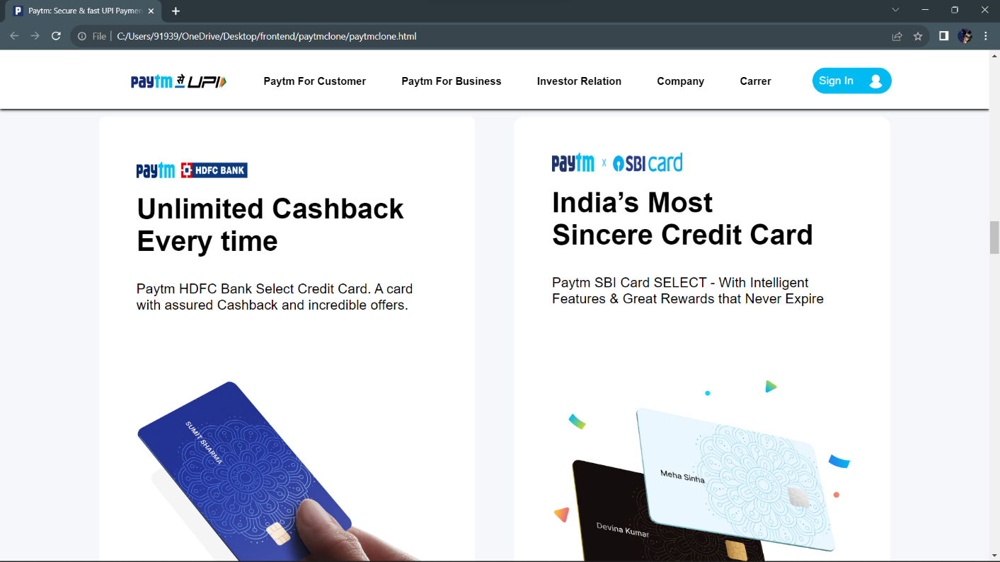 Paytm: Secure & fast UPI Paymen
File
C:/Users/91939/OneDrive/Desktop/frontend/paytmclone/paytmclone.html
paytm से UPI
Paytm For Customer
Paytm For Business
Investor Relation
Company
Carrer
Sign In
paytm HDFC BANK
Unlimited Cashback
Every time
Paytm HDFC Bank Select Credit Card. A card
with assured Cashback and incredible offers.
SUMIT SHARMA
paytm x SBI card
India’s Most
Sincere Credit Card
Paytm SBI Card SELECT - With Intelligent
Features & Great Rewards that Never Expire
Meha Sinha
Devina Kumar